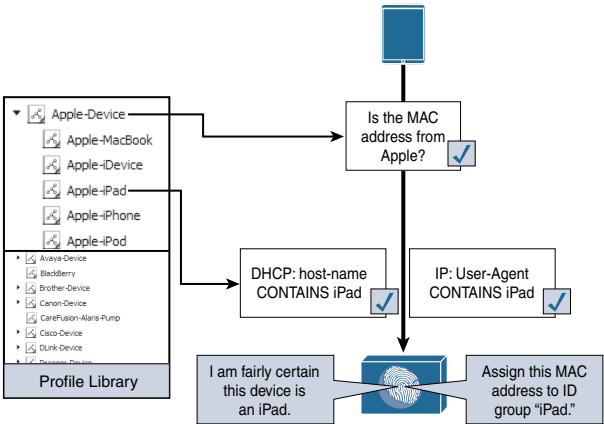 Apple-Device
Apple-MacBook
Apple-iDevice
Apple-iPad
Apple-iPhone
Apple-iPod
Avaya-Device
BlackBerry
Brother-Device
Canon-Device
CareFusion-Alaris-Pump
Cisco-Device
DLink-Device
Profile Library
Is the MAC
address from
Apple?
DHCP: host-name
CONTAINS iPad
IP: User-Agent
CONTAINS iPad
I am fairly certain
this device is
an iPad.
Assign this MAC
address to ID
group “iPad.”